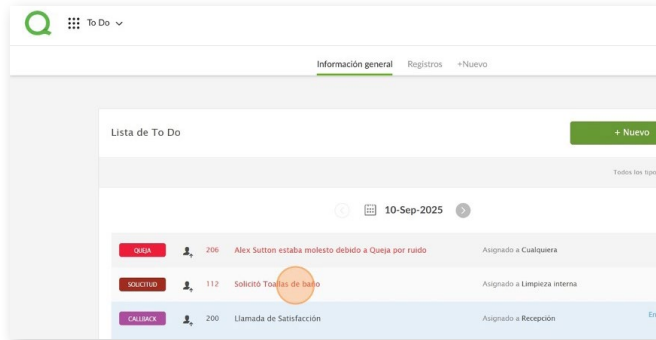 To Do
Información general Registros +Nuevo
Lista de To Do
+ Nuevo
Todos los tipo
10-Sep-2025
QUEJA 206 Alex Sutton estaba molesto debido a Queja por ruido Asignado a Cualquiera
SOLICITUD 112 Solicitó Toallas de baño Asignado a Limpieza interna
CALLBACK 200 Llamada de Satisfacción Asignado a Recepción En